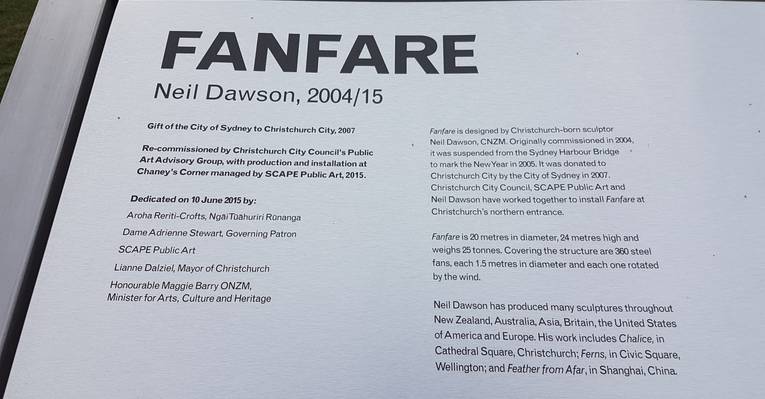 FANFARE
Neil Dawson, 2004/15
Gift of the City of Sydney to Christchurch City, 2007
Re-commissioned by Christchurch City Council's Public
Art Advisory Group, with production and installation at
Chaney's Corner managed by SCAPE Public Art, 2015.
Dedicated on 10 June 2015 by:
Aroha Reriti-Crofts, Ngāi Tūāhuriri Rūnanga
Dame Adrienne Stewart, Governing Patron
SCAPE Public Art
Lianne Dalziel, Mayor of Christchurch
Honourable Maggie Barry ONZM,
Minister for Arts, Culture and Heritage
Fanfare is designed by Christchurch-born sculptor
Neil Dawson, CNZM. Originally commissioned in 2004,
it was suspended from the Sydney Harbour Bridge
to mark the New Year in 2005. It was donated to
Christchurch City by the City of Sydney in 2007.
Christchurch City Council, SCAPE Public Art and
Neil Dawson have worked together to install Fanfare at
Christchurch's northern entrance.
Fanfare is 20 metres in diameter, 24 metres high and
weighs 25 tonnes. Covering the structure are 360 steel
fans, each 1.5 metres in diameter and each one rotated
by the wind.
Neil Dawson has produced many sculptures throughout
New Zealand, Australia, Asia, Britain, the United States
of America and Europe. His work includes Chalice, in
Cathedral Square, Christchurch; Ferns, in Civic Square,
Wellington; and Feather from Afar, in Shanghai, China.